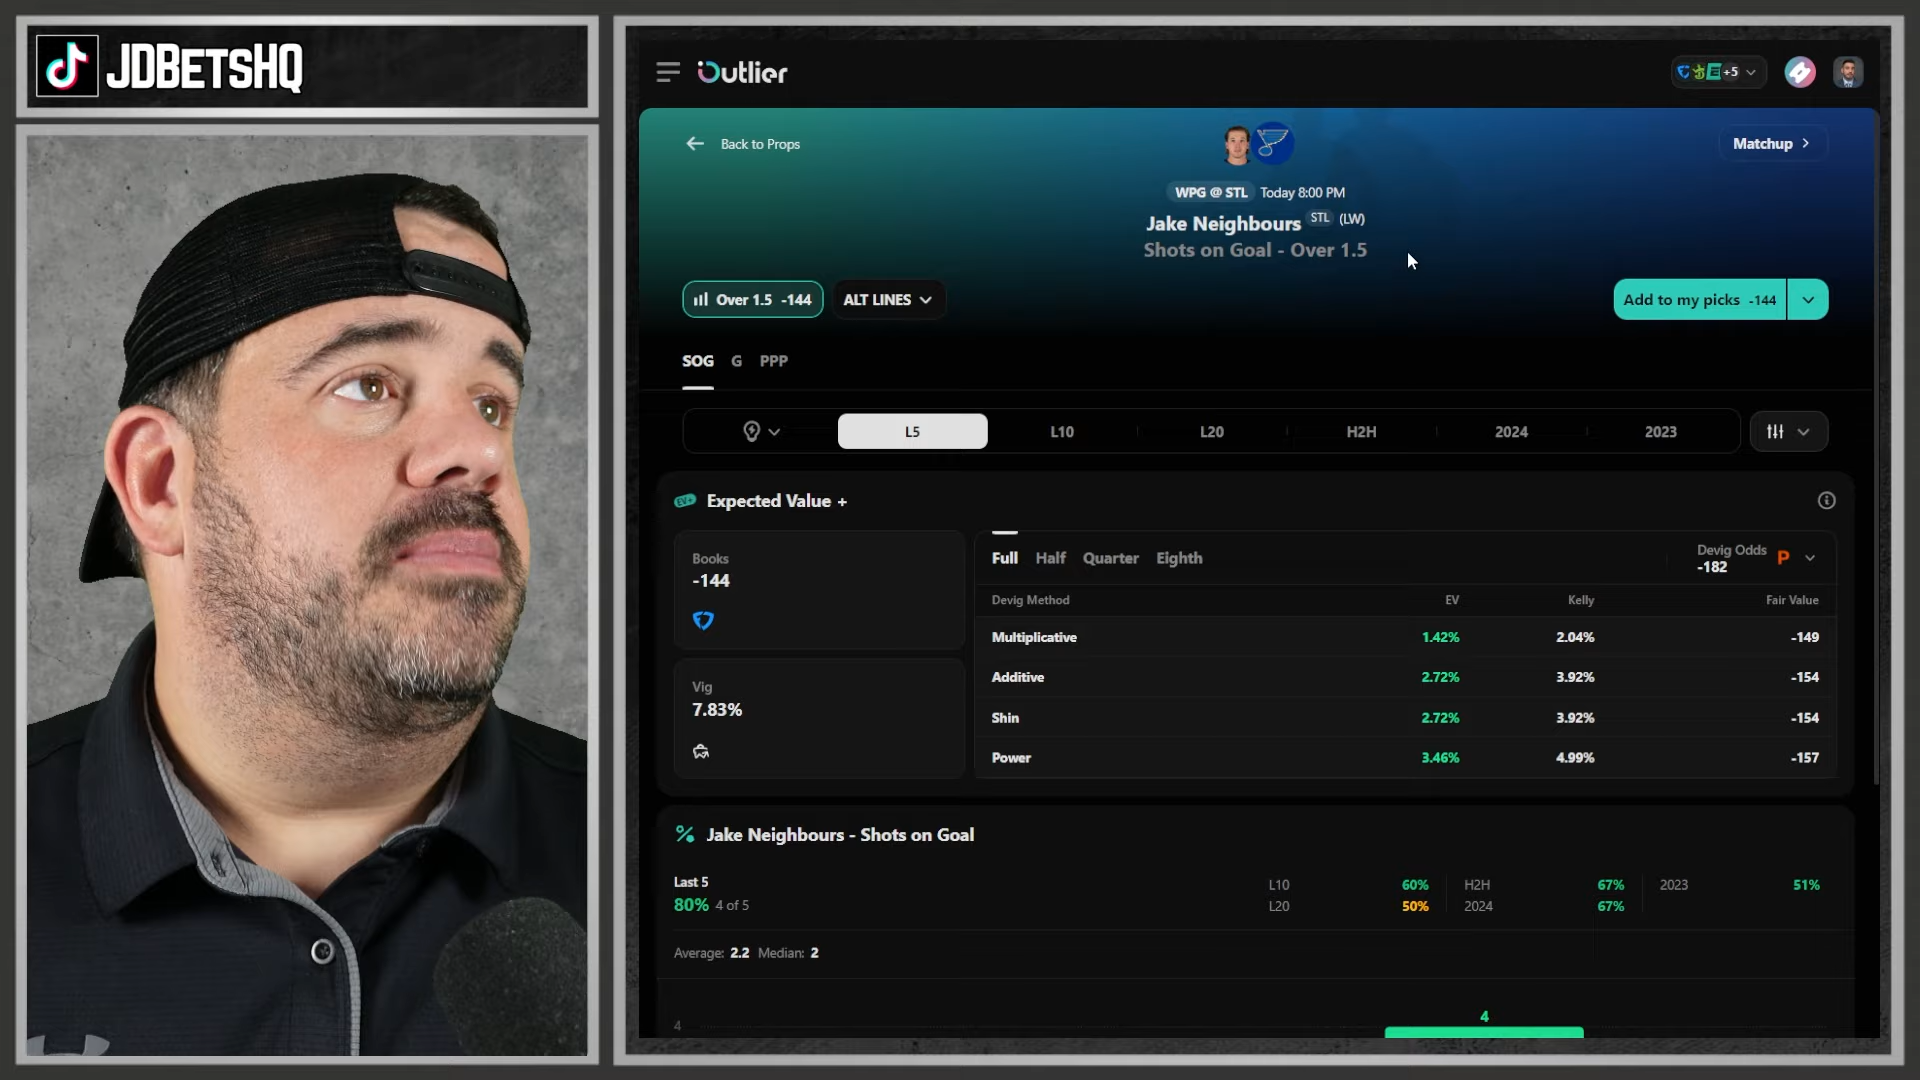 JDBETSHQ
Outlier
+5
Back to Props
Matchup
WPG @ STL Today 8:00 PM
Jake Neighbours STL (LW)
Shots on Goal - Over 1.5
Over 1.5 -144
ALT LINES
Add to my picks -144
SOG G PPP
L5 L10 L20 H2H 2024 2023
EV+ Expected Value +
Books
-144
Vig
7.83%
Full Half Quarter Eighth
Devig Odds
-182
P
Devig Method EV Kelly Fair Value
Multiplicative 1.42% 2.04% -149
Additive 2.72% 3.92% -154
Shin 2.72% 3.92% -154
Power 3.46% 4.99% -157
% Jake Neighbours - Shots on Goal
Last 5
80% 4 of 5
L10 60% H2H 67% 2023 51%
L20 50% 2024 67%
Average: 2.2 Median: 2
4
4